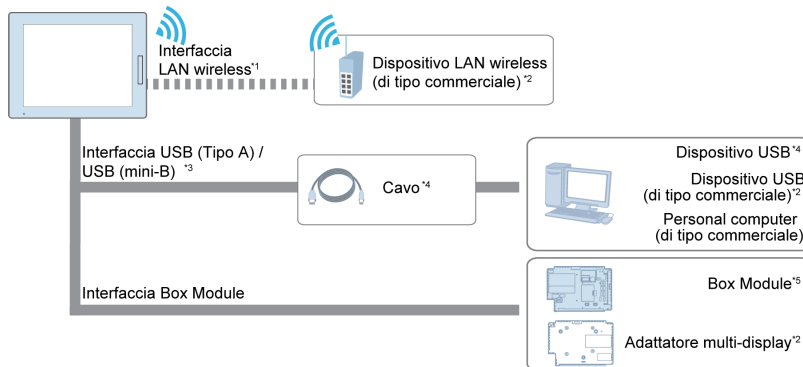 Interfaccia
LAN wireless*1
Dispositivo LAN wireless
(di tipo commerciale)*2
Interfaccia USB (Tipo A) /
USB (mini-B) *3
Cavo*4
Dispositivo USB*4
Dispositivo USB
(di tipo commerciale)*2
Personal computer
(di tipo commerciale)
Interfaccia Box Module
Box Module*5
Adattatore multi-display*2